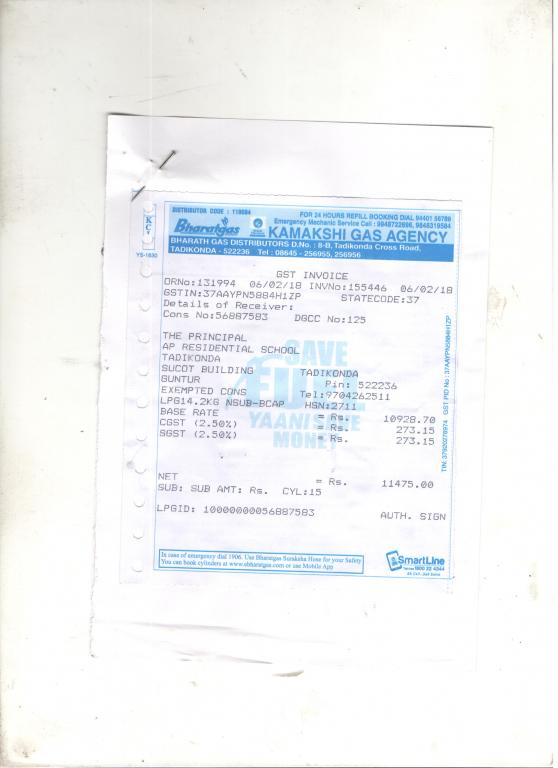 DISTRIBUTOR CODE : 119084
FOR 24 HOURS REFILL BOOKING DIAL 94401 56789
Emergency Mechanic Service Call : 9948722696, 9848319584
Bharatgas
KAMAKSHI GAS AGENCY
BHARATH GAS DISTRIBUTORS D.No. : 8-B, Tadikonda Cross Road,
TADIKONDA - 522236 Tel : 08645 - 256955, 256956
YS-1630
GST INVOICE
ORNo:131994 06/02/18 INVNo:155446 06/02/18
GSTIN:37AAYPN5884H1ZP STATECODE:37
Details of Receiver:
Cons No:56887583 DGCC No:125
THE PRINCIPAL
AP RESIDENTIAL SCHOOL
TADIKONDA
SUCOT BUILDING TADIKONDA
GUNTUR Pin: 522236
EXEMPTED CONS Tel:9704262511
LPG14.2KG NSUB-BCAP HSN:2711
BASE RATE = Rs. 10928.70
CGST (2.50%) = Rs. 273.15
SGST (2.50%) = Rs. 273.15
SAVE
FUEL
YAANI SAVE
MONEY
NET = Rs. 11475.00
SUB: SUB AMT: Rs. CYL:15
LPGID: 10000000056887583 AUTH. SIGN
In case of emergency dial 1906. Use Bharatgas Suraksha Hose for your Safety
You can book cylinders at www.ebharatgas.com or use Mobile App
SmartLine
1800 22 4344
TIN: 37920278974 GST PID No : 37AAYPN5884H1ZP